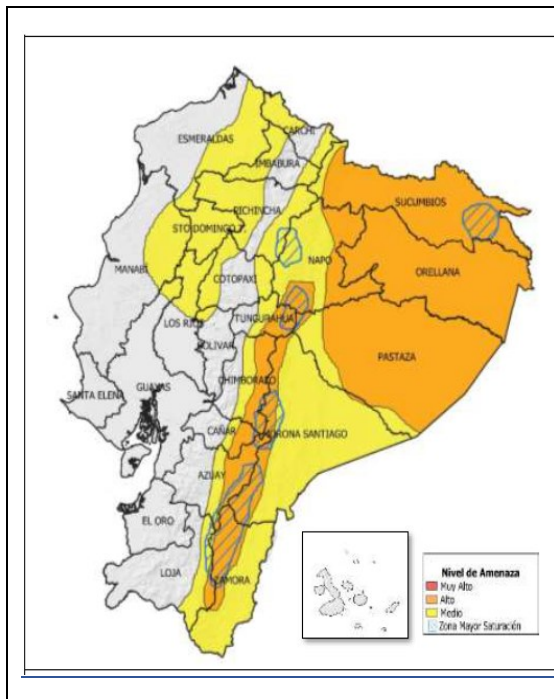 ESMERALDAS
CARCHI
IMBABURA
SUCUMBIOS
PICHINCHA
STO DOMINGO T.
NAPO
ORELLANA
MANABI
COTOPAXI
LOS RIOS
TUNGURAHUA
BOLIVAR
PASTAZA
SANTA ELENA
GUAYAS
CHIMBORAZO
CAÑAR
MORONA SANTIAGO
AZUAY
EL ORO
LOJA
ZAMORA
Nivel de Amenaza
Muy Alto
Alto
Medio
Zona Mayor Saturación